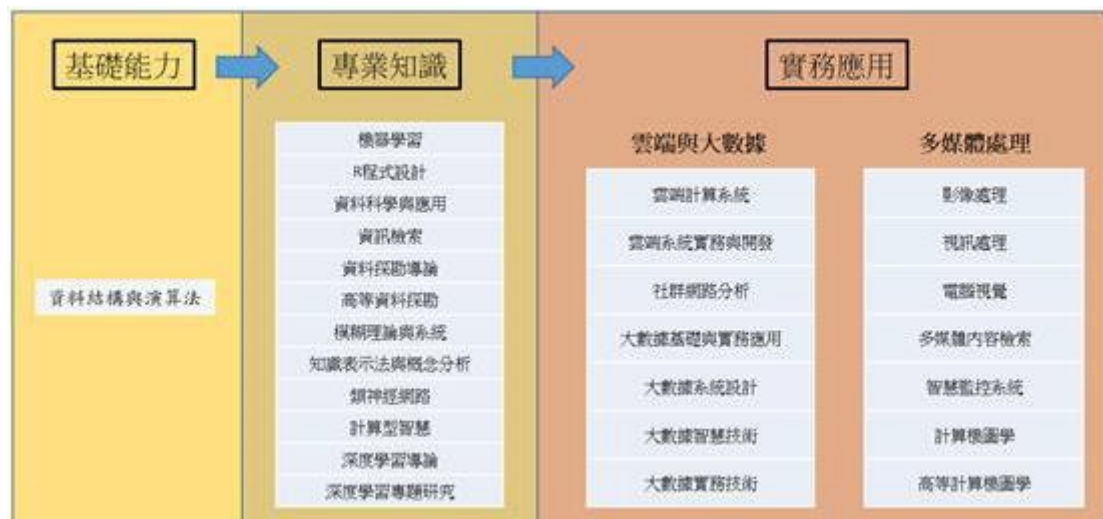 基礎能力
專業知識
實務應用
資料結構與演算法
機器學習
R程式設計
資料科學與應用
資訊檢索
資料探勘導論
高等資料探勘
模糊理論與系統
知識表示法與概念分析
類神經網路
計算型智慧
深度學習導論
深度學習專題研究
雲端與大數據
雲端計算系統
雲端系統實務與開發
社群網路分析
大數據基礎與實務應用
大數據系統設計
大數據智慧技術
大數據實務技術
多媒體處理
影像處理
視訊處理
電腦視覺
多媒體內容檢索
智慧監控系統
計算機圖學
高等計算機圖學